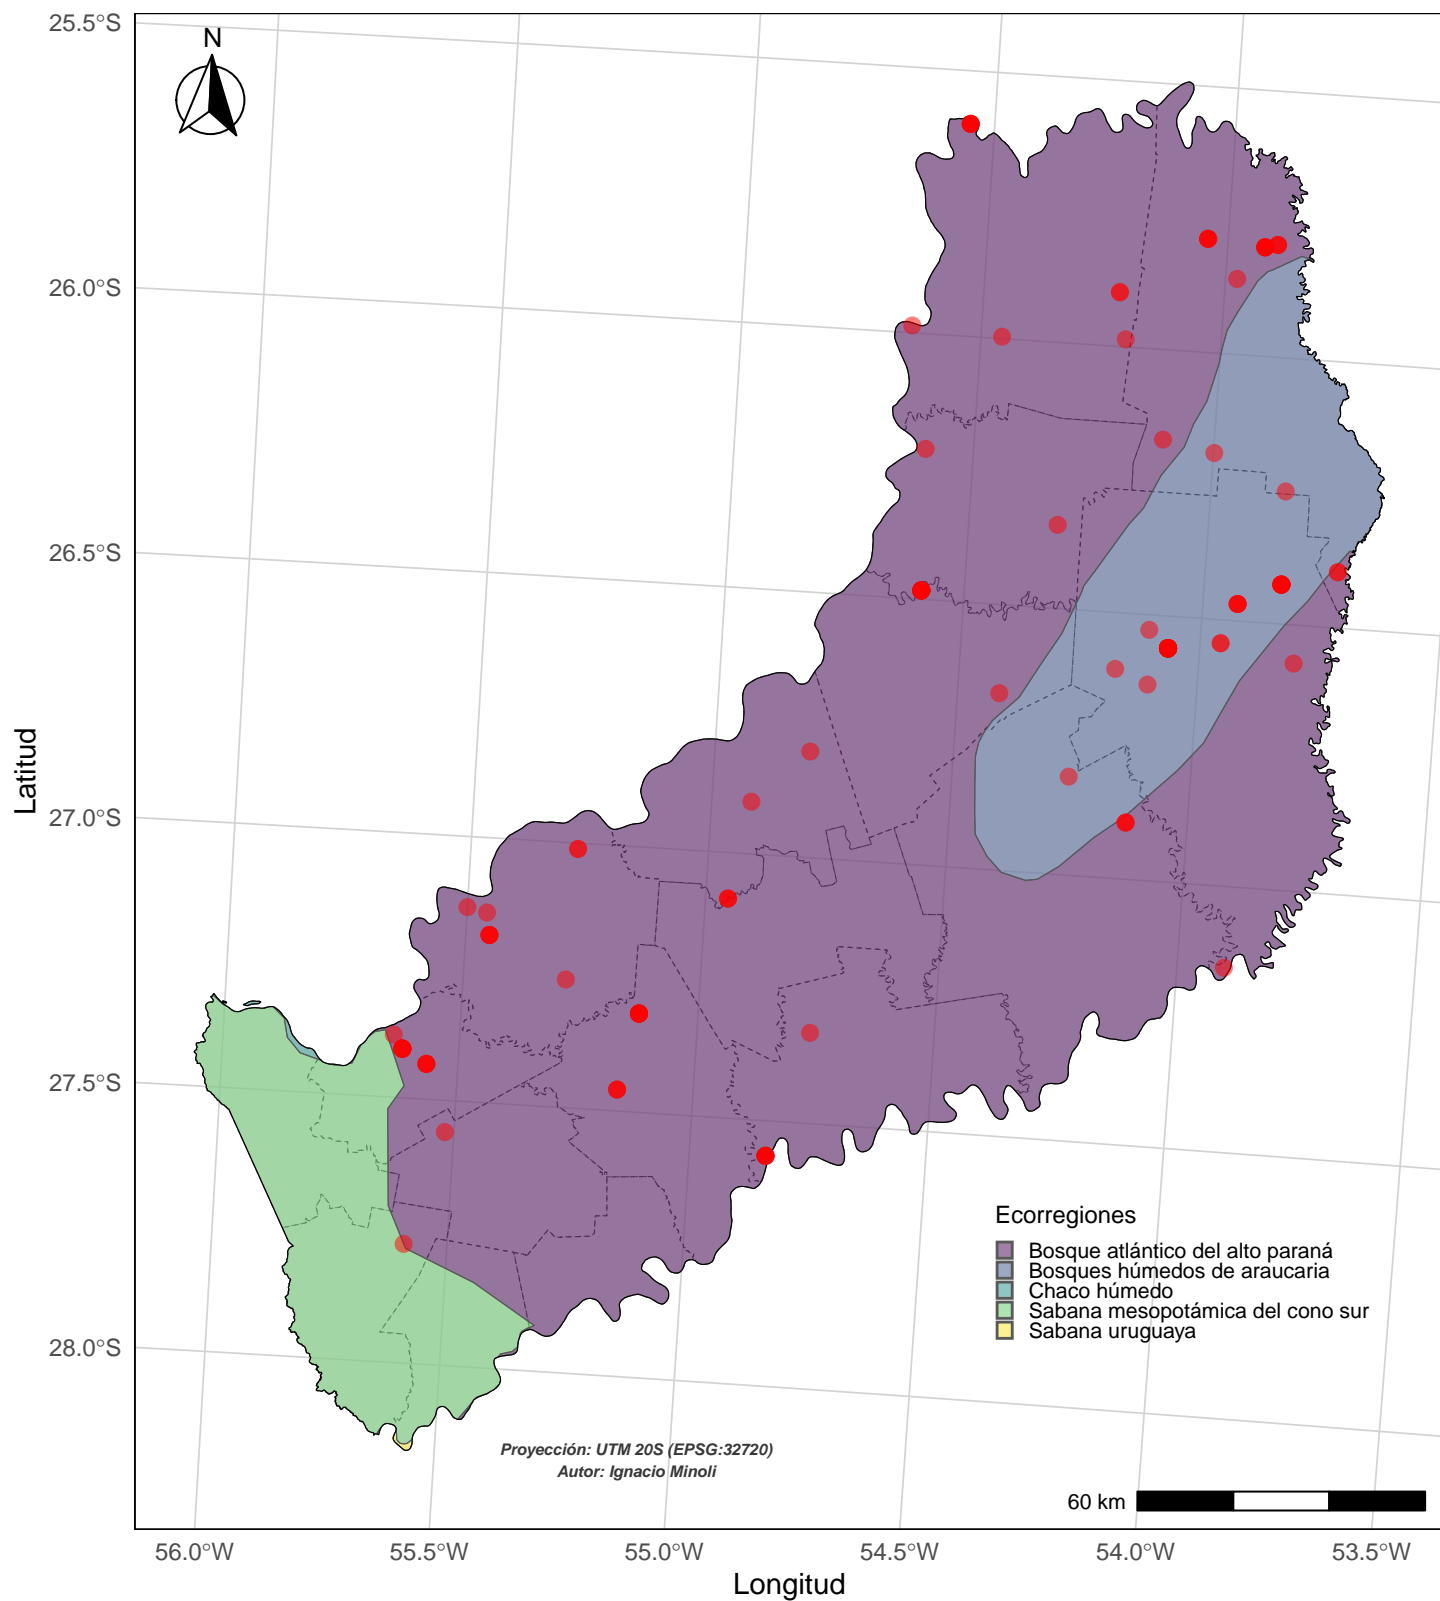 N
25.5°S
26.0°S
26.5°S
27.0°S
27.5°S
28.0°S
Latitud
Ecorregiones
Bosque atlántico del alto paraná
Bosques húmedos de araucaria
Chaco húmedo
Sabana mesopotámica del cono sur
Sabana uruguaya
Proyección: UTM 20S (EPSG:32720)
Autor: Ignacio Minoli
60 km
56.0°W 55.5°W 55.0°W 54.5°W 54.0°W 53.5°W
Longitud